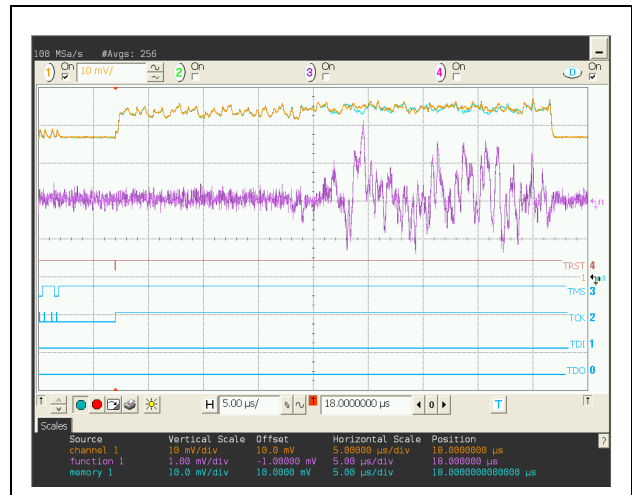 100 MSa/s #Avgs: 256
1 On 10 mV/ 2 On 3 On 4 On D On
TRST 4
1
TMS 3
TCK 2
TDI 1
TDO 0
H 5.00 µs/ 18.0000000 µs 0 T
Scales
Source Vertical Scale Offset Horizontal Scale Position
channel 1 10 mV/div 10.0 mV 5.00000 µs/div 18.0000000 µs
function 1 1.00 mV/div -1.00000 mV 5.00 µs/div 18.000000 µs
memory 1 10.0 mV/div 10.0000 mV 5.00 µs/div 18.000000000000 µs
?